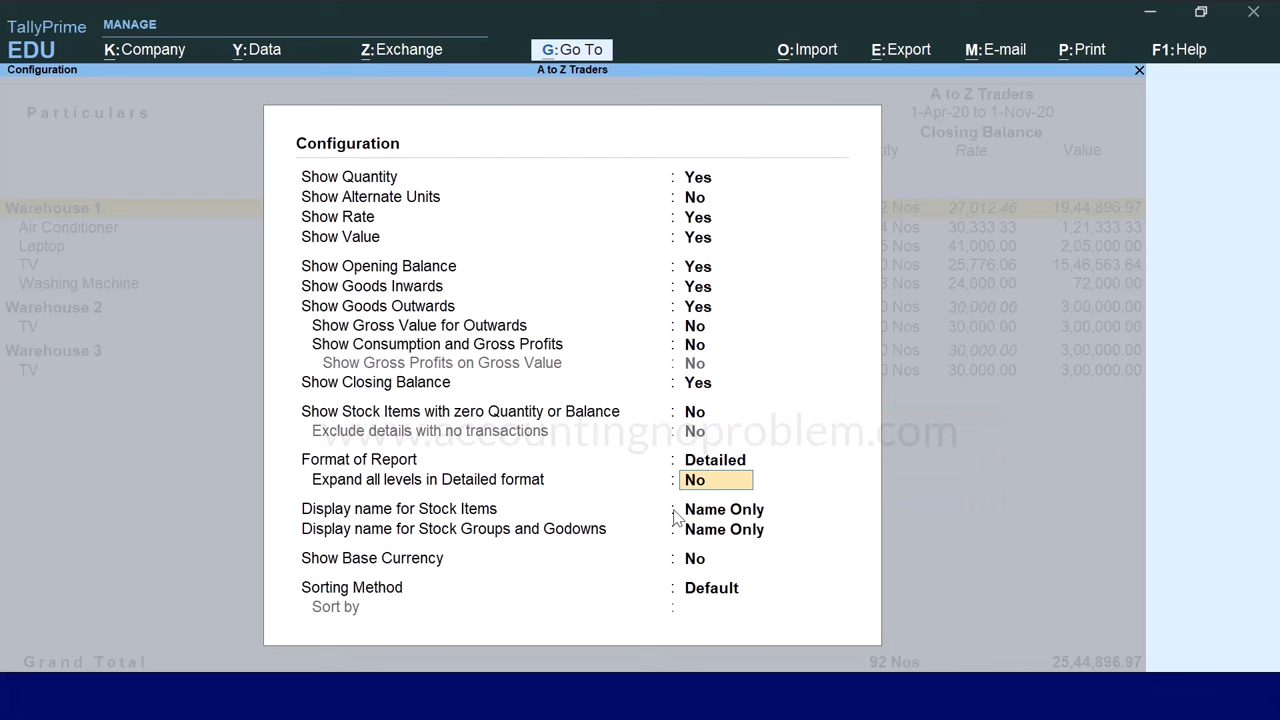 TallyPrime MANAGE
EDU K:Company Y:Data Z:Exchange G:Go To O:Import E:Export M:E-mail P:Print F1:Help
Configuration A to Z Traders
Particulars A to Z Traders
1-Apr-20 to 1-Nov-20
Closing Balance
Rate Value
Configuration
Show Quantity : Yes
Show Alternate Units : No
Show Rate : Yes
Show Value : Yes
Show Opening Balance : Yes
Show Goods Inwards : Yes
Show Goods Outwards : Yes
Show Gross Value for Outwards : No
Show Consumption and Gross Profits : No
Show Gross Profits on Gross Value : No
Show Closing Balance : Yes
Show Stock Items with zero Quantity or Balance : No
Exclude details with no transactions : No
Format of Report : Detailed
Expand all levels in Detailed format : No
Display name for Stock Items : Name Only
Display name for Stock Groups and Godowns : Name Only
Show Base Currency : No
Sorting Method : Default
Sort by :
Warehouse 1 Nos 27,012.46 19,44,896.97
Air Conditioner Nos 30,333.33 1,21,333.33
Laptop Nos 41,000.00 2,05,000.00
TV Nos 25,776.06 15,46,563.64
Washing Machine Nos 24,000.00 72,000.00
Warehouse 2 Nos 30,000.00 3,00,000.00
TV Nos 30,000.00 3,00,000.00
Warehouse 3 Nos 30,000.00 3,00,000.00
TV Nos 30,000.00 3,00,000.00
www.accountingnoproblem.com
Grand Total 92 Nos 25,44,896.97